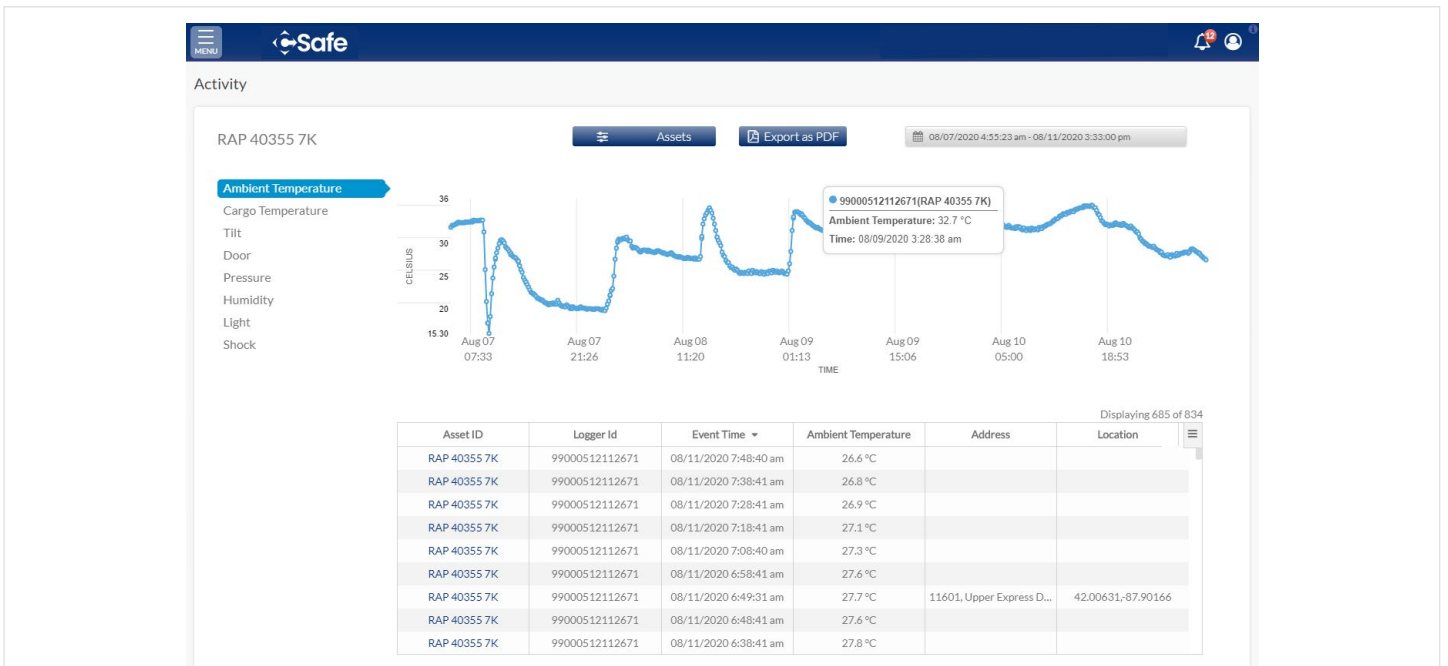 MENU
Safe
12
Activity
RAP 40355 7K
Assets
Export as PDF
08/07/2020 4:55:23 am - 08/11/2020 3:33:00 pm
Ambient Temperature
Cargo Temperature
Tilt
Door
Pressure
Humidity
Light
Shock
CELSIUS
36
30
25
20
15.30
99000512112671(RAP 40355 7K)
Ambient Temperature: 32.7 °C
Time: 08/09/2020 3:28:38 am
Aug 07 Aug 07 Aug 08 Aug 09 Aug 09 Aug 10 Aug 10
07:33 21:26 11:20 01:13 15:06 05:00 18:53
TIME
Displaying 685 of 834
Asset ID Logger Id Event Time Ambient Temperature Address Location
RAP 40355 7K 99000512112671 08/11/2020 7:48:40 am 26.6 °C
RAP 40355 7K 99000512112671 08/11/2020 7:38:41 am 26.8 °C
RAP 40355 7K 99000512112671 08/11/2020 7:28:41 am 26.9 °C
RAP 40355 7K 99000512112671 08/11/2020 7:18:41 am 27.1 °C
RAP 40355 7K 99000512112671 08/11/2020 7:08:40 am 27.3 °C
RAP 40355 7K 99000512112671 08/11/2020 6:58:41 am 27.6 °C
RAP 40355 7K 99000512112671 08/11/2020 6:49:31 am 27.7 °C 11601, Upper Express D... 42.00631,-87.90166
RAP 40355 7K 99000512112671 08/11/2020 6:48:41 am 27.6 °C
RAP 40355 7K 99000512112671 08/11/2020 6:38:41 am 27.8 °C